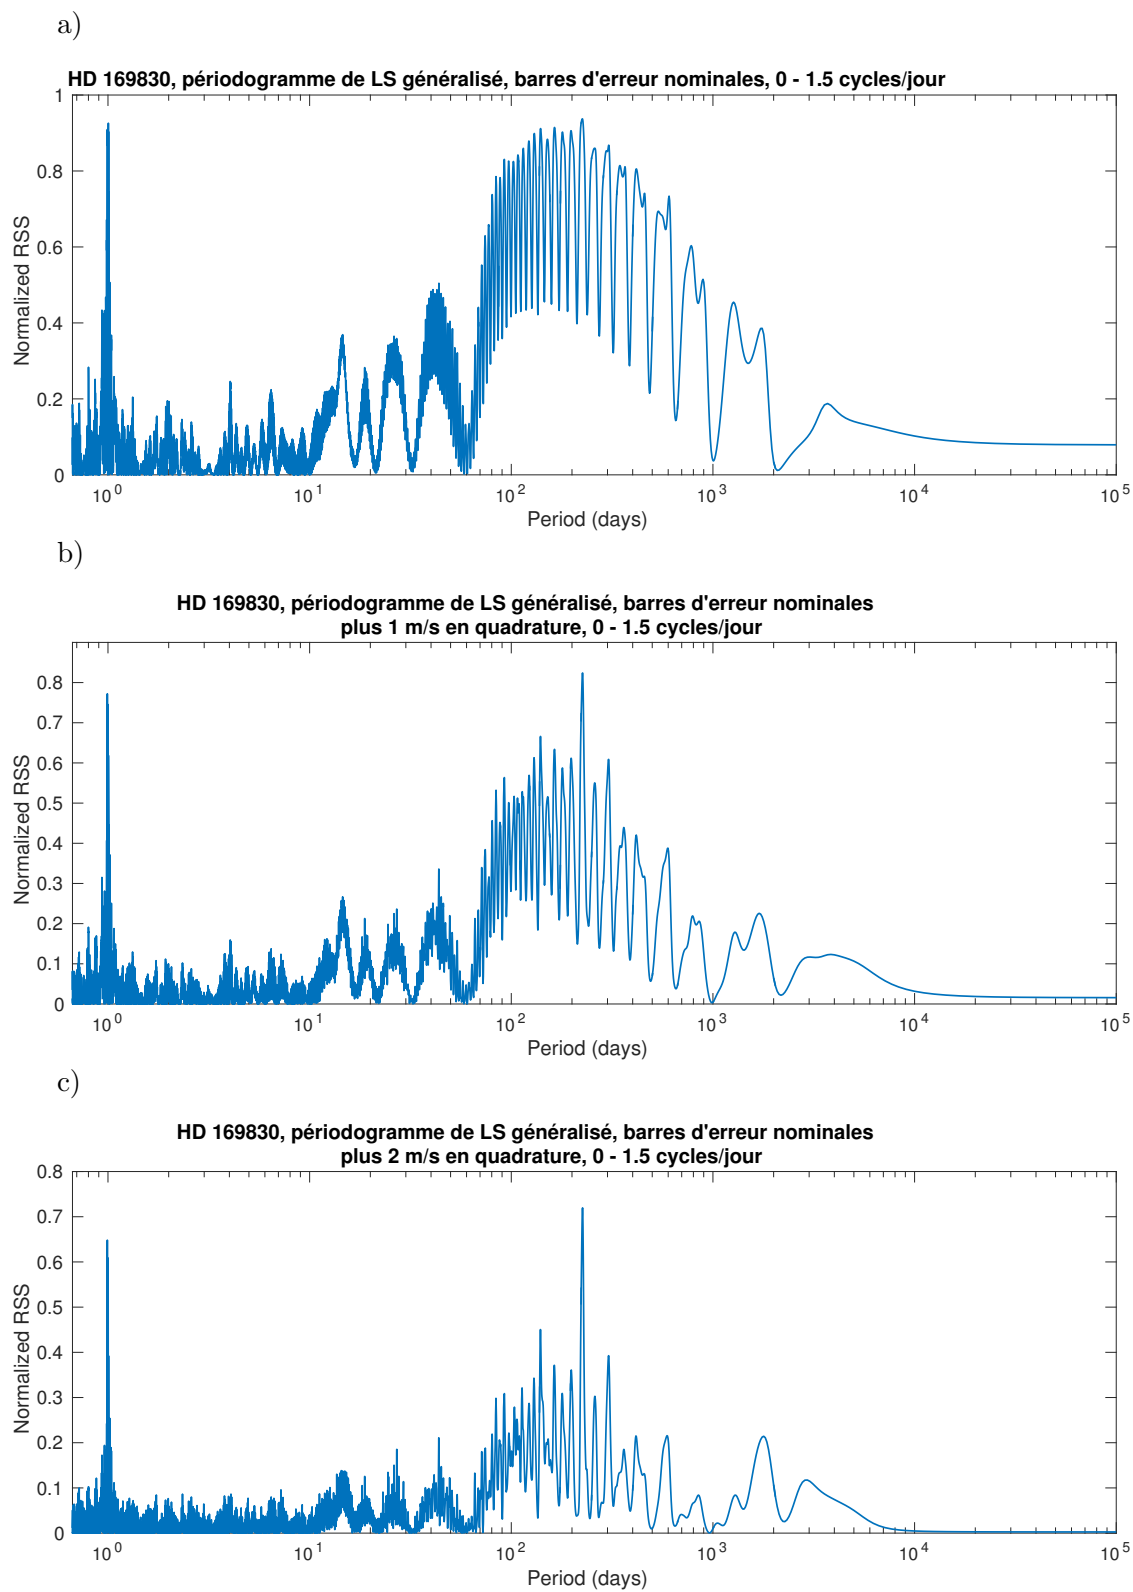 a)
HD 169830, périodogramme de LS généralisé, barres d'erreur nominales, 0 - 1.5 cycles/jour
1
0.8
0.6
0.4
0.2
0
Normalized RSS
10^0 10^1 10^2 10^3 10^4 10^5
Period (days)
b)
HD 169830, périodogramme de LS généralisé, barres d'erreur nominales
plus 1 m/s en quadrature, 0 - 1.5 cycles/jour
0.8
0.7
0.6
0.5
0.4
0.3
0.2
0.1
0
Normalized RSS
10^0 10^1 10^2 10^3 10^4 10^5
Period (days)
c)
HD 169830, périodogramme de LS généralisé, barres d'erreur nominales
plus 2 m/s en quadrature, 0 - 1.5 cycles/jour
0.8
0.7
0.6
0.5
0.4
0.3
0.2
0.1
0
Normalized RSS
10^0 10^1 10^2 10^3 10^4 10^5
Period (days)